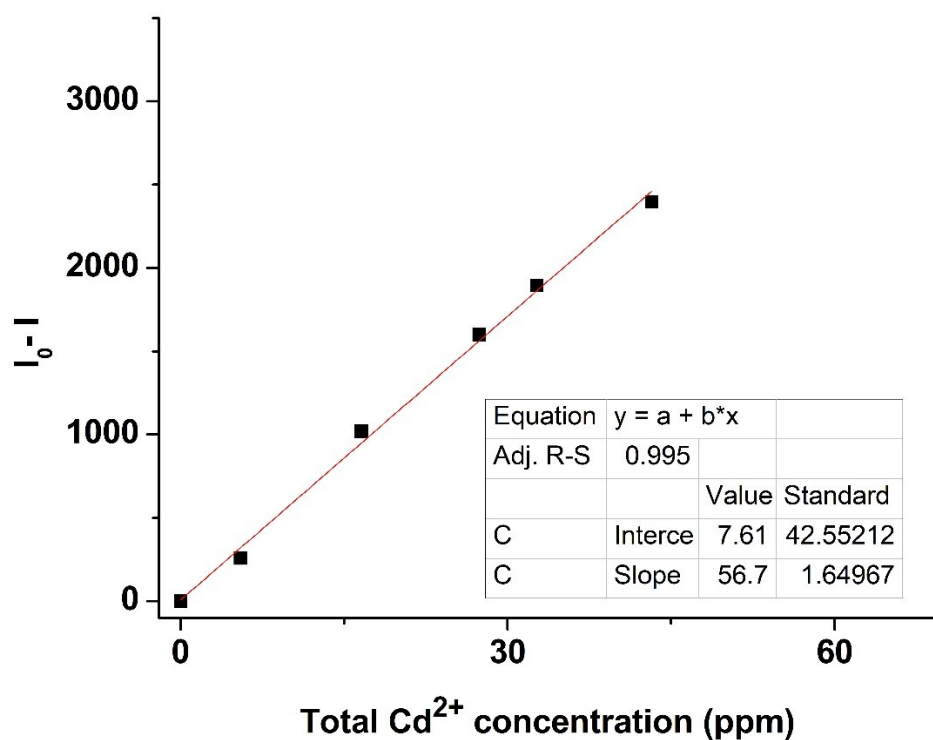 3000
2000
1000
0
I₀- I
Equation y = a + b*x
Adj. R-S 0.995
Value Standard
C Interce 7.61 42.55212
C Slope 56.7 1.64967
0 30 60
Total Cd²⁺ concentration (ppm)